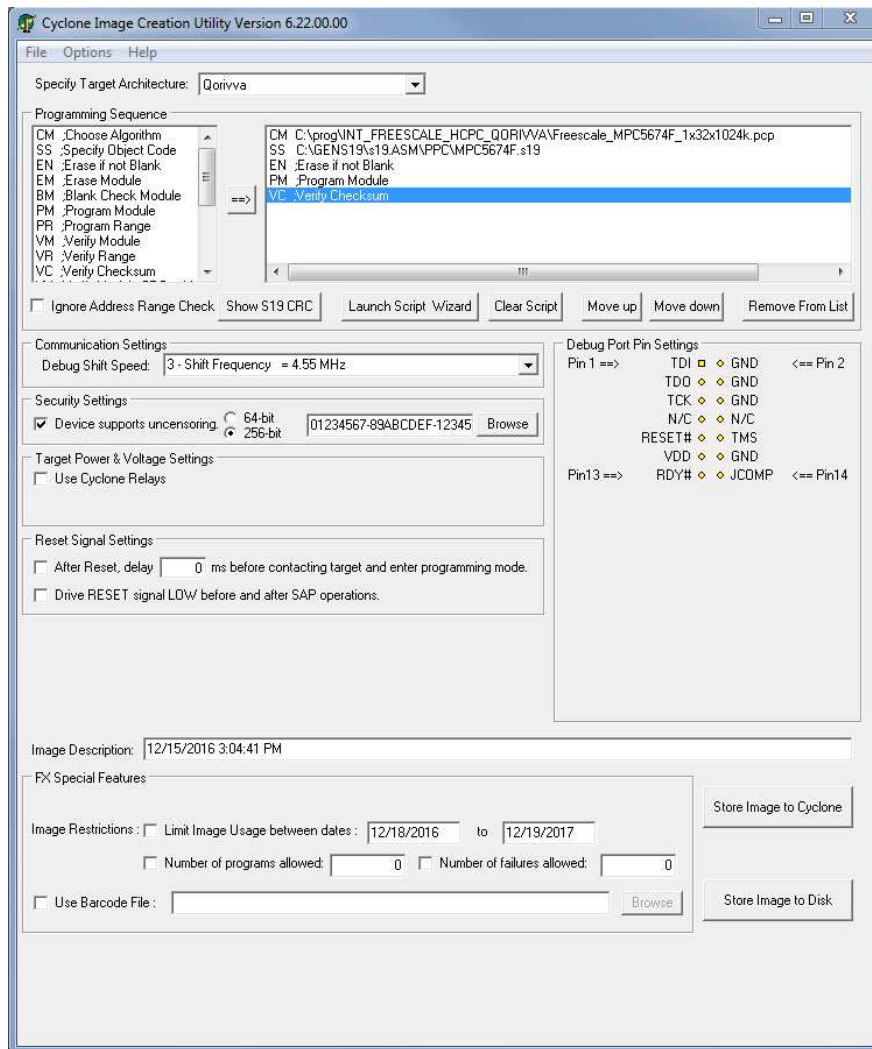 Cyclone Image Creation Utility Version 6.22.00.00
File Options Help
Specify Target Architecture: Qorivva
Programming Sequence
CM ;Choose Algorithm
SS ;Specify Object Code
EN ;Erase if not Blank
EM ;Erase Module
BM ;Blank Check Module
PM ;Program Module
PR ;Program Range
VM ;Verify Module
VR ;Verify Range
VC ;Verify Checksum
==>
CM C:\prog\INT_FREESCALE_HCPC_QORIVVA\Freescale_MPC5674F_1x32x1024k.pcp
SS C:\GENS19\s19.ASM\PPC\MPC5674F.s19
EN ;Erase if not Blank
PM ;Program Module
VC ;Verify Checksum
Ignore Address Range Check Show S19 CRC Launch Script Wizard Clear Script Move up Move down Remove From List
Communication Settings
Debug Shift Speed: 3 - Shift Frequency = 4.55 MHz
Security Settings
Device supports uncensoring. 64-bit
256-bit 01234567-89ABCDEF-12345 Browse
Target Power & Voltage Settings
Use Cyclone Relays
Reset Signal Settings
After Reset, delay 0 ms before contacting target and enter programming mode.
Drive RESET signal LOW before and after SAP operations.
Debug Port Pin Settings
Pin 1 ==> TDI GND <== Pin 2
TDO GND
TCK GND
N/C N/C
RESET# TMS
VDD GND
Pin13 ==> RDY# JCOMP <== Pin14
Image Description: 12/15/2016 3:04:41 PM
FX Special Features
Image Restrictions : Limit Image Usage between dates : 12/18/2016 to 12/19/2017
Number of programs allowed: 0 Number of failures allowed: 0
Use Barcode File : Browse
Store Image to Cyclone
Store Image to Disk